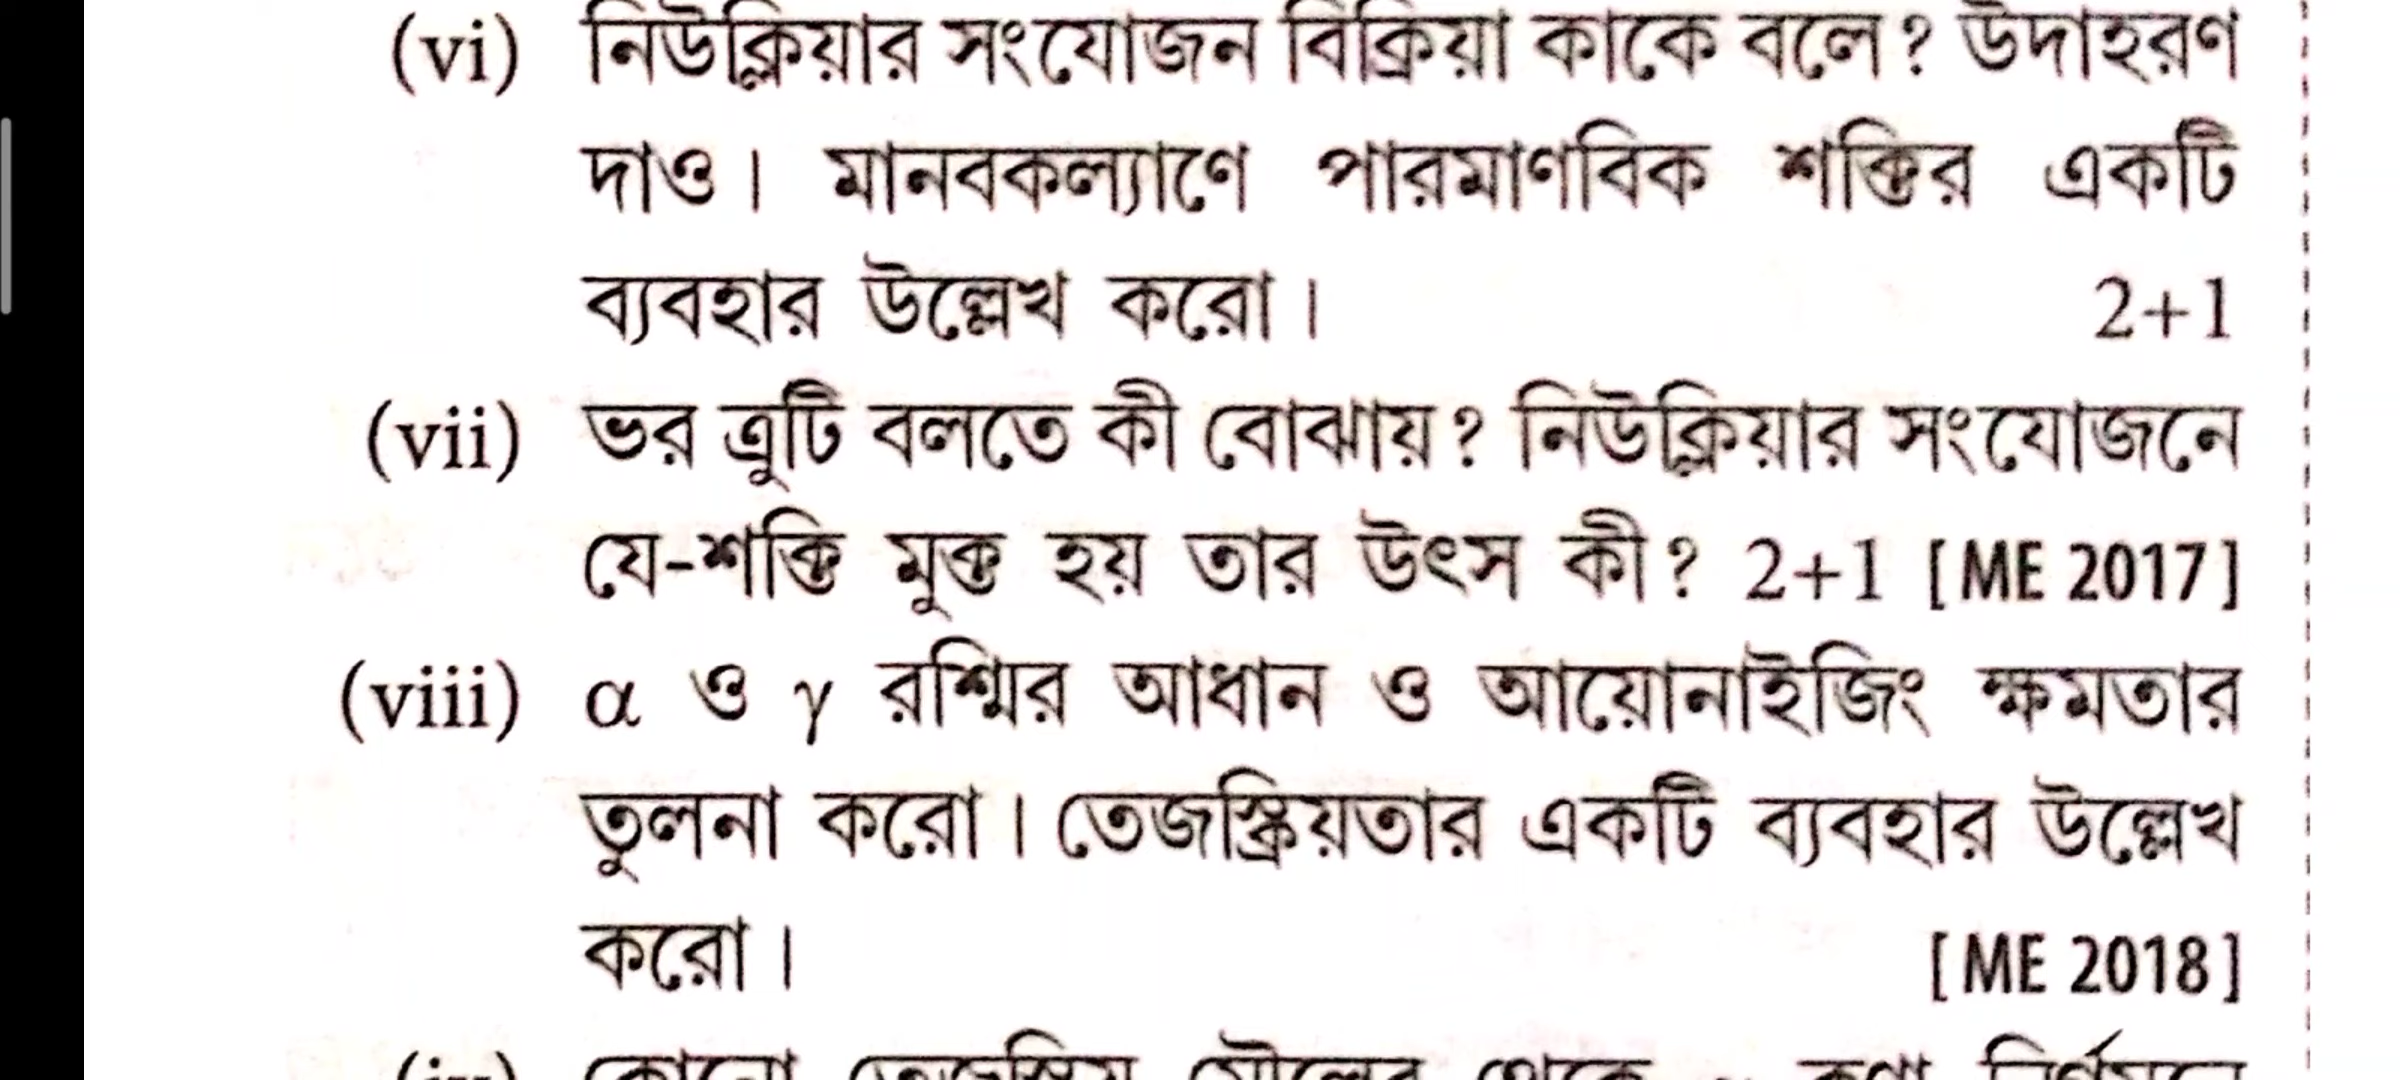 (vi) নিউক্লিয়ার সংযোজন বিক্রিয়া কাকে বলে? উদাহরণ
দাও। মানবকল্যাণে পারমাণবিক শক্তির একটি
ব্যবহার উল্লেখ করো। 2+1
(vii) ভর ত্রুটি বলতে কী বোঝায়? নিউক্লিয়ার সংযোজনে
যে-শক্তি মুক্ত হয় তার উৎস কী? 2+1 [ME 2017]
(viii) α ও γ রশ্মির আধান ও আয়োনাইজিং ক্ষমতার
তুলনা করো। তেজস্ক্রিয়তার একটি ব্যবহার উল্লেখ
করো। [ME 2018]